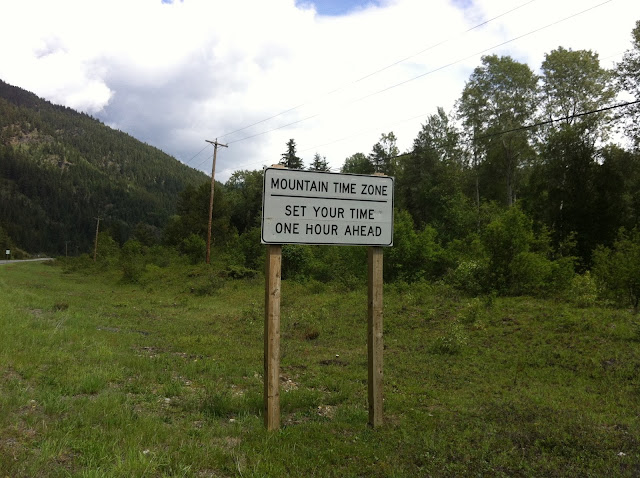 MOUNTAIN TIME ZONE
SET YOUR TIME
ONE HOUR AHEAD